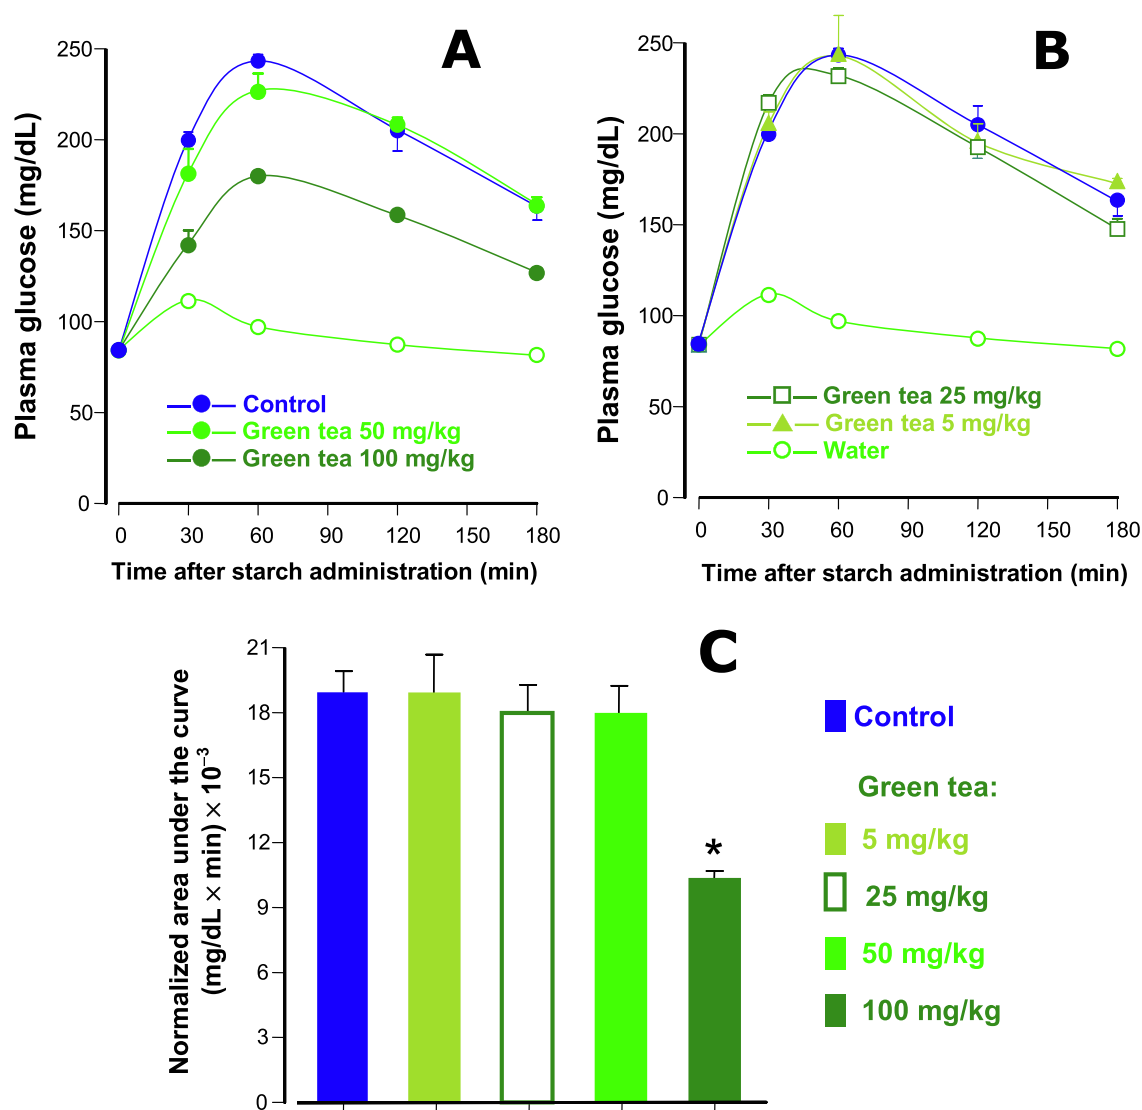 A
250
200
150
100
50
0
Plasma glucose (mg/dL)
Control
Green tea 50 mg/kg
Green tea 100 mg/kg
0 30 60 90 120 150 180
Time after starch administration (min)
B
250
200
150
100
50
0
Plasma glucose (mg/dL)
Green tea 25 mg/kg
Green tea 5 mg/kg
Water
0 30 60 90 120 150 180
Time after starch administration (min)
C
21
18
15
12
9
6
3
0
Normalized area under the curve
(mg/dL × min) × 10⁻³
*
Control
Green tea:
5 mg/kg
25 mg/kg
50 mg/kg
100 mg/kg